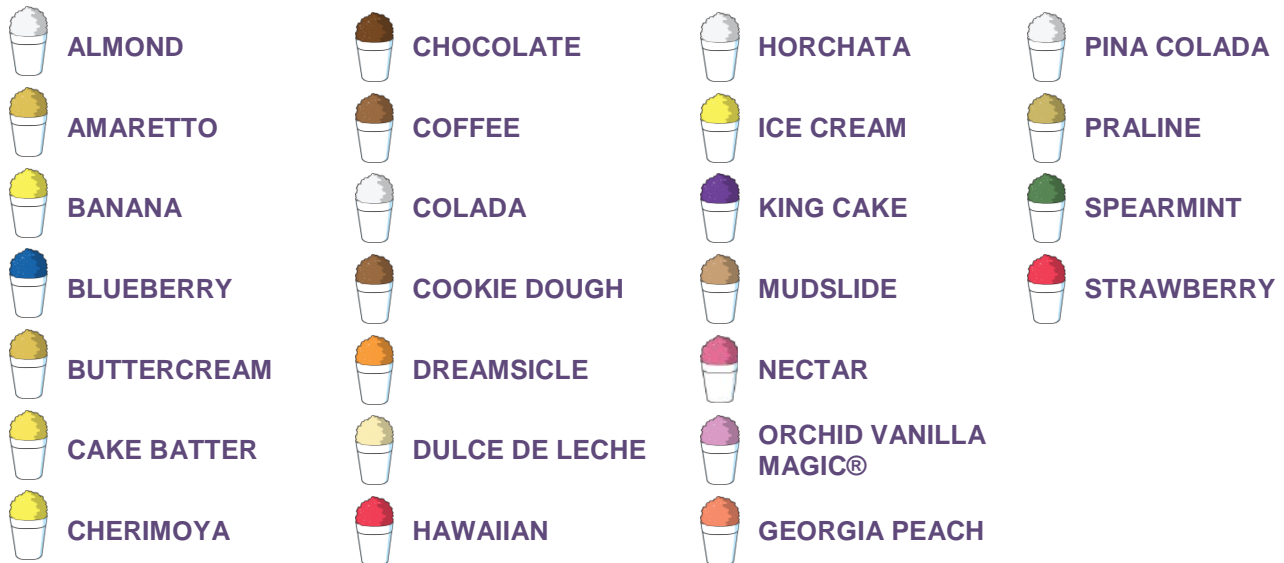 ALMOND
AMARETTO
BANANA
BLUEBERRY
BUTTERCREAM
CAKE BATTER
CHERIMOYA
CHOCOLATE
COFFEE
COLADA
COOKIE DOUGH
DREAMSICLE
DULCE DE LECHE
HAWAIIAN
HORCHATA
ICE CREAM
KING CAKE
MUDSLIDE
NECTAR
ORCHID VANILLA
MAGIC®
GEORGIA PEACH
PINA COLADA
PRALINE
SPEARMINT
STRAWBERRY